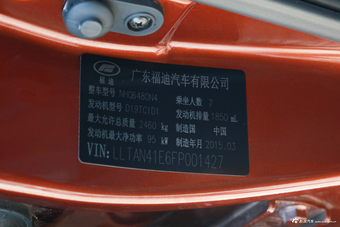 广东福迪汽车有限公司
福迪
整车型号 NHQ6480N4 乘坐人数 7
发动机型号 D19TCID1 发动机排量 1850 mL
最大允许总质量 2460 kg 制造国 中国
发动机最大净功率 95 kW 制造年月 2015.03
VIN: LLTAN41E6FP001427